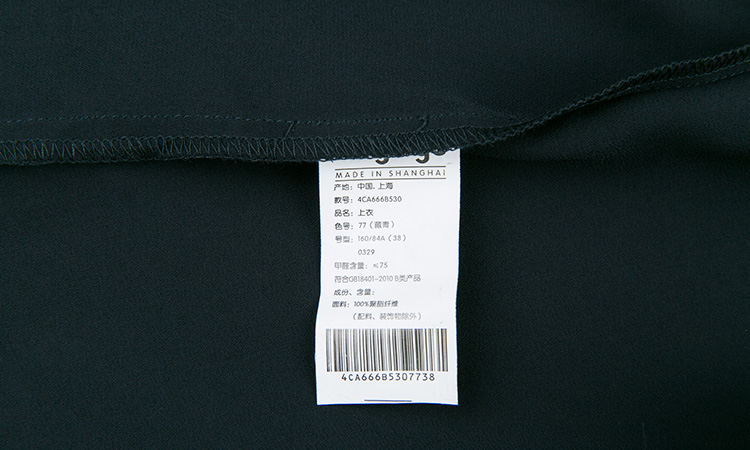 MADE IN SHANGHAI
产地: 中国、上海
款号: 4CA666B530
品名: 上衣
色号: 77（藏青）
号型: 160/84A（38）
0329
甲醛含量: ≤75
符合GB18401-2010 B类产品
成份、含量:
面料: 100%聚酯纤维
（配料、装饰物除外）
4CA666B5307738